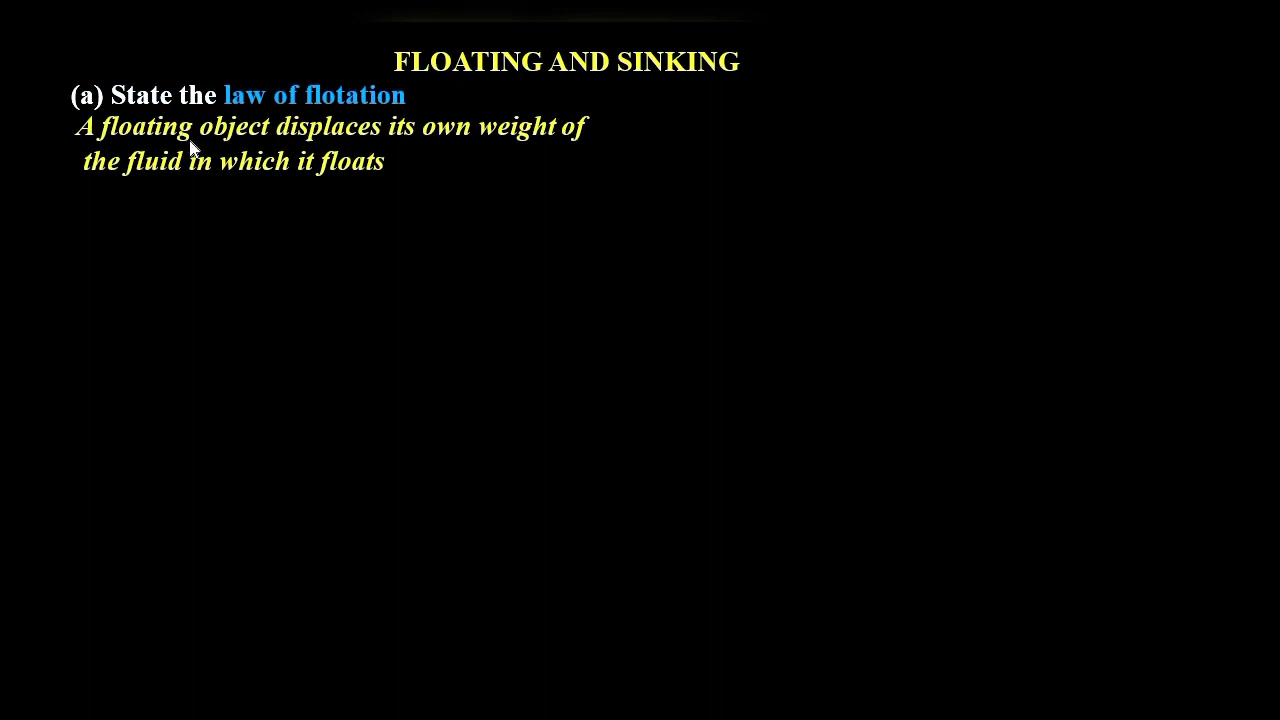 FLOATING AND SINKING
(a) State the law of flotation
A floating object displaces its own weight of
the fluid in which it floats